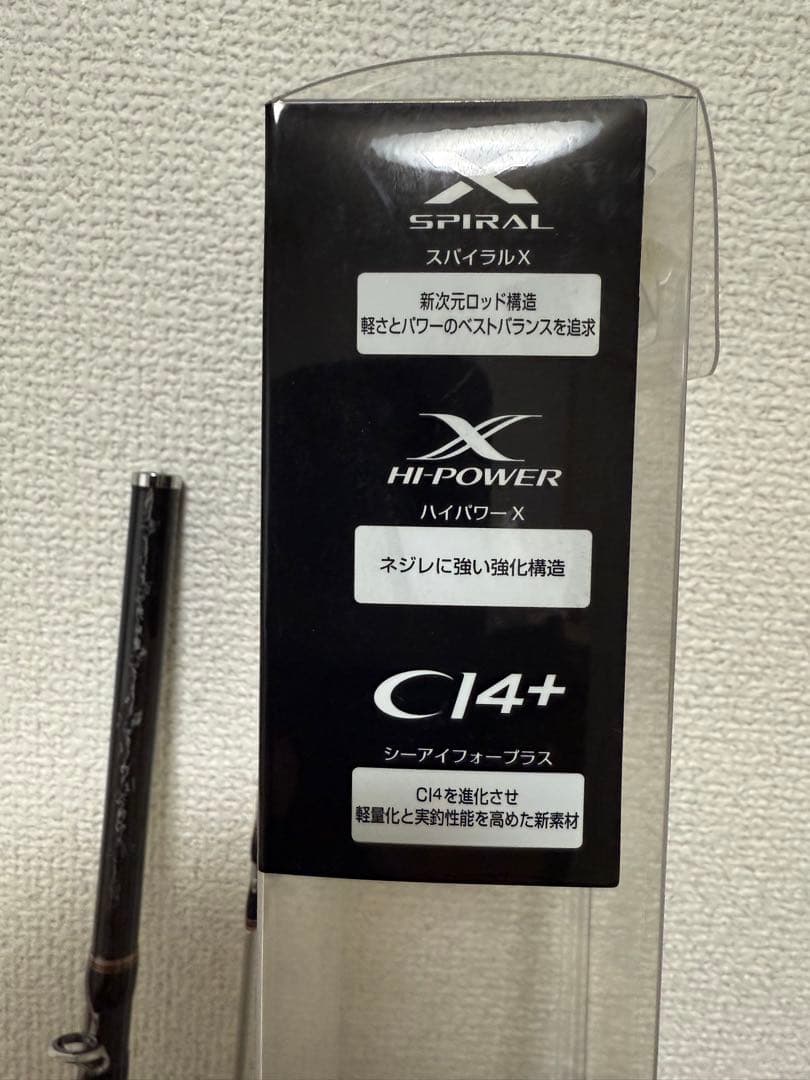 X
SPIRAL
スパイラルX
新次元ロッド構造
軽さとパワーのベストバランスを追求
X
HI-POWER
ハイパワーX
ネジレに強い強化構造
CI4+
シーアイフォープラス
CI4を進化させ
軽量化と実釣性能を高めた新素材